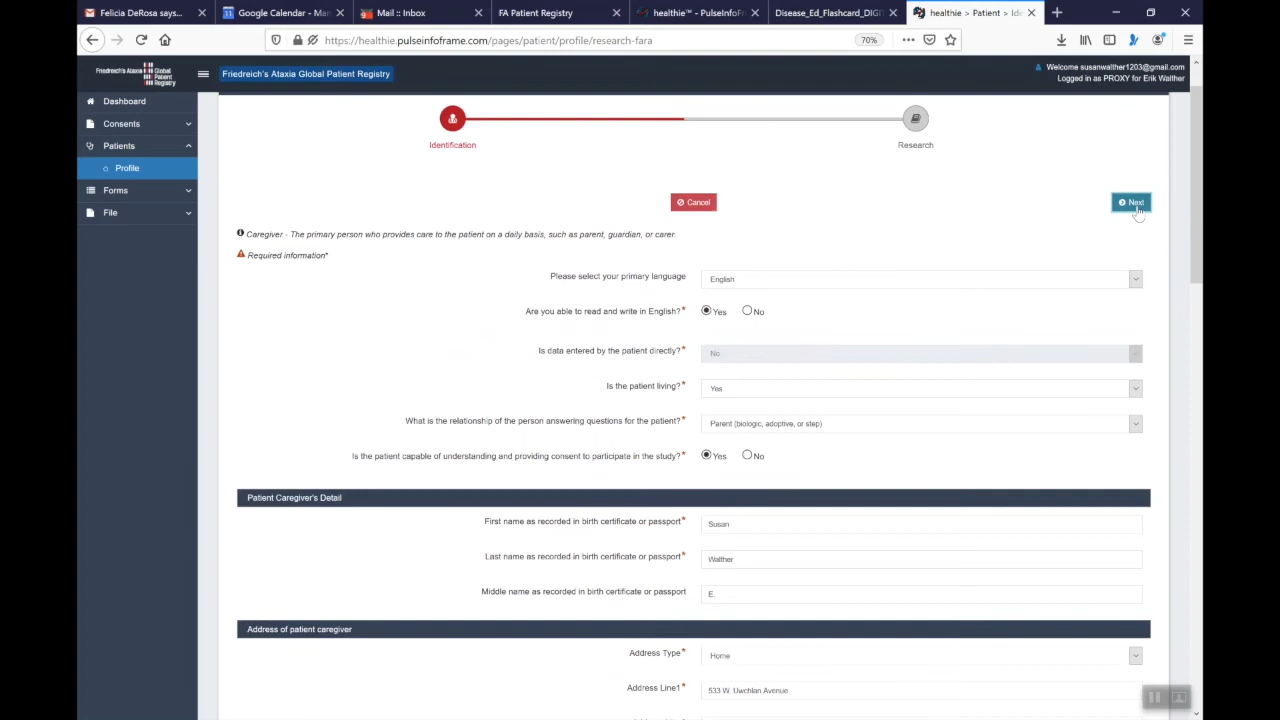 Felicia DeRosa says...
Google Calendar - Mar
Mail :: Inbox
FA Patient Registry
healthie™ - PulseInfoFr
Disease_Ed_Flashcard_DIGIT
healthie > Patient > Ide
https://healthie.pulseinfoframe.com/pages/patient/profile/research-fara
70%
Friedreich's Ataxia Global Patient Registry
Friedreich's Ataxia Global Patient Registry
Welcome susanwalther1203@gmail.com
Logged in as PROXY for Erik Walther
Dashboard
Consents
Patients
Profile
Forms
File
Identification
Research
Cancel
Next
Caregiver - The primary person who provides care to the patient on a daily basis, such as parent, guardian, or carer.
Required information*
Please select your primary language
English
Are you able to read and write in English?*
Yes
No
Is data entered by the patient directly?*
No
Is the patient living?*
Yes
What is the relationship of the person answering questions for the patient?*
Parent (biologic, adoptive, or step)
Is the patient capable of understanding and providing consent to participate in the study?*
Yes
No
Patient Caregiver's Detail
First name as recorded in birth certificate or passport*
Susan
Last name as recorded in birth certificate or passport*
Walther
Middle name as recorded in birth certificate or passport
E.
Address of patient caregiver
Address Type*
Home
Address Line1*
533 W. Uwchlan Avenue